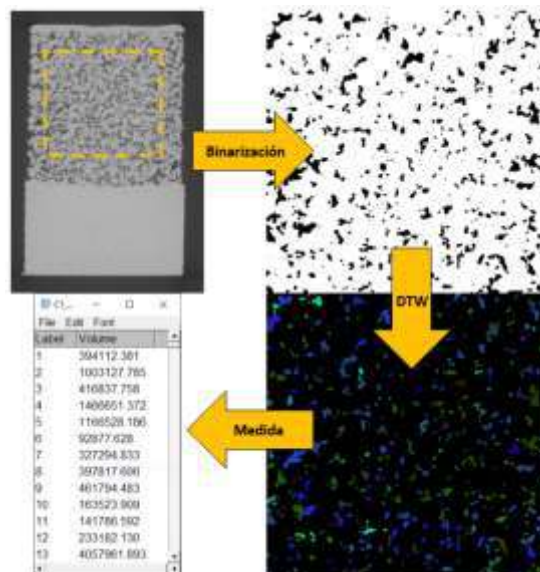 Binarización
DTW
Medida
File Edit Font
Label Volume
1 394112.381
2 1003127.765
3 416837.758
4 1466651.372
5 1166528.186
6 92877.628
7 327294.833
8 397817.606
9 461794.483
10 163523.909
11 141786.592
12 233182.130
13 4057961.893